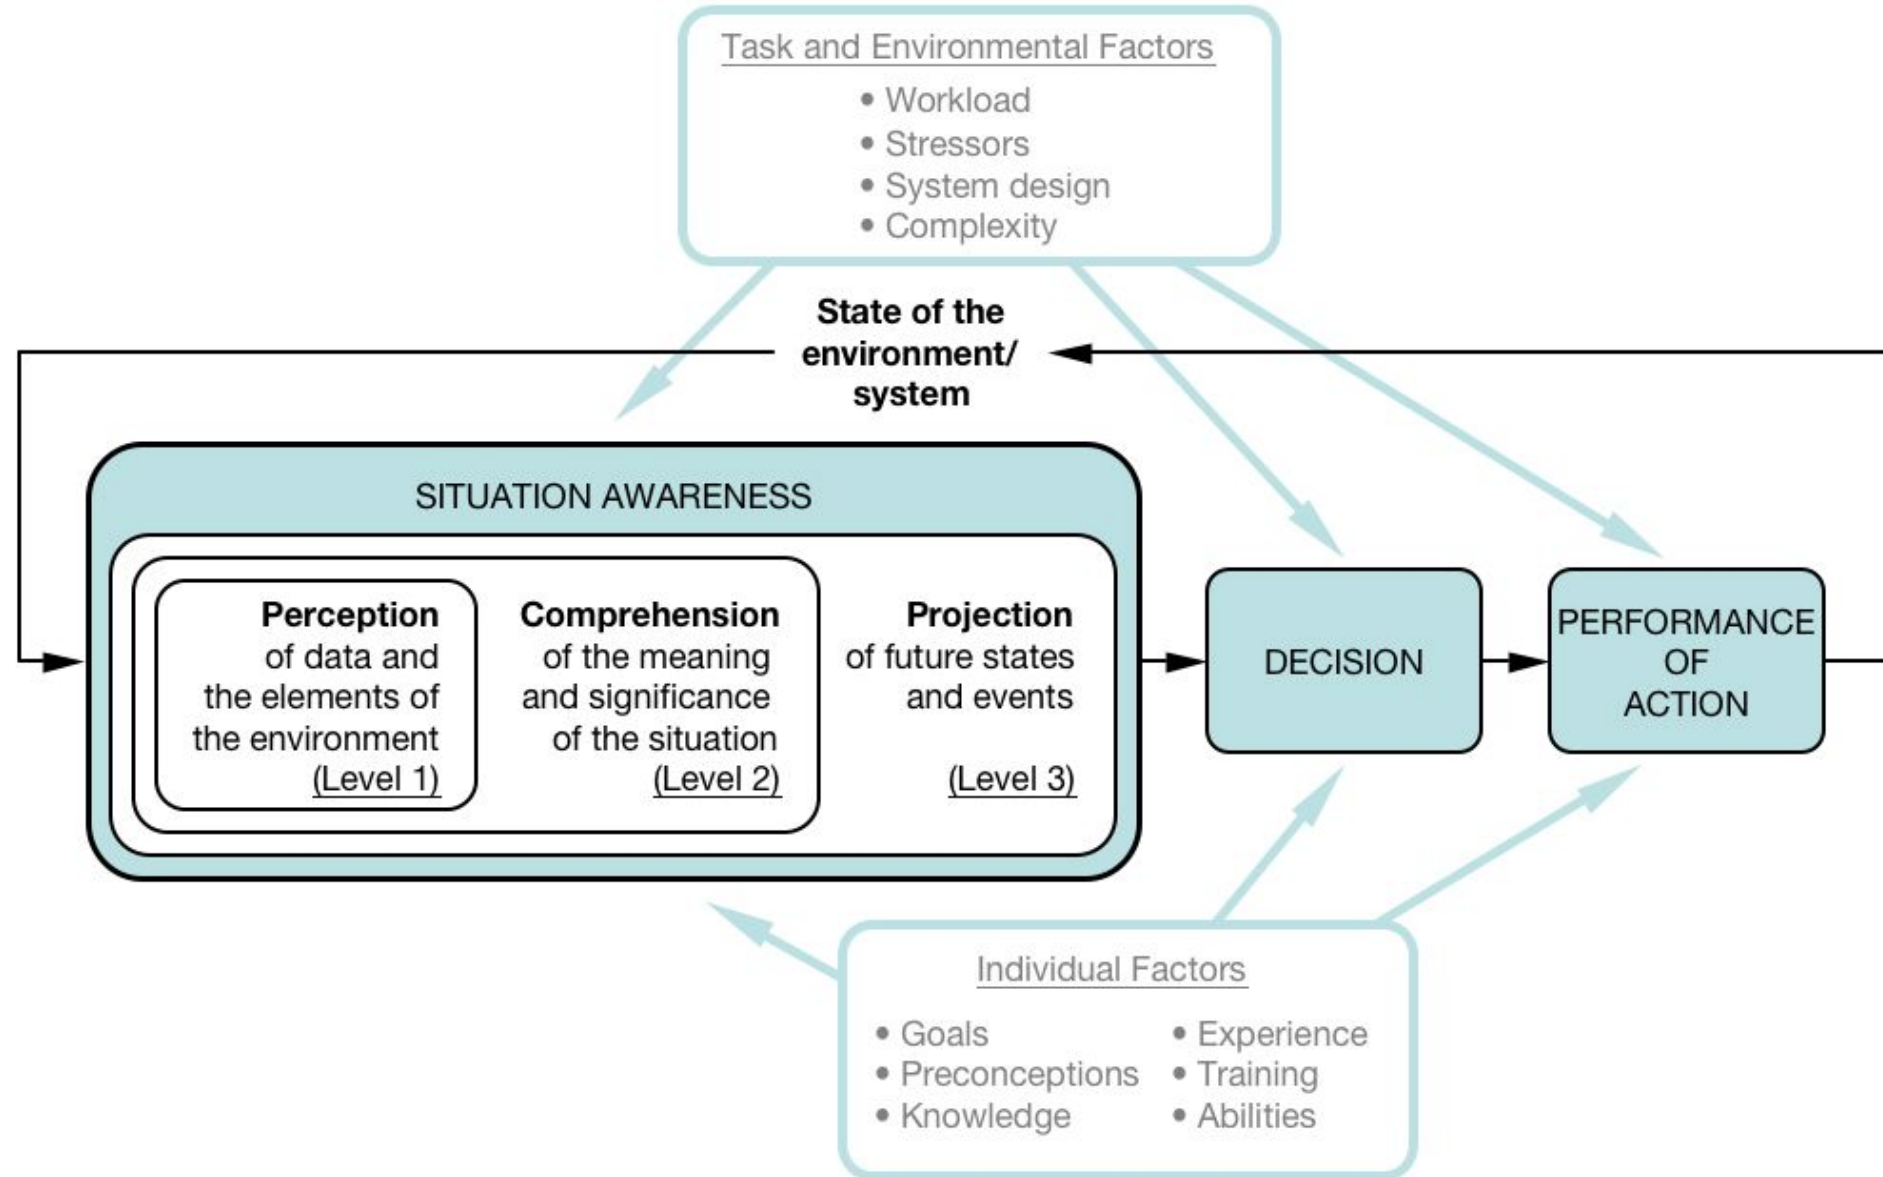 Task and Environmental Factors
• Workload
• Stressors
• System design
• Complexity
State of the
environment/
system
SITUATION AWARENESS
Perception
of data and
the elements of
the environment
(Level 1)
Comprehension
of the meaning
and significance
of the situation
(Level 2)
Projection
of future states
and events
(Level 3)
DECISION
PERFORMANCE
OF
ACTION
Individual Factors
• Goals
• Preconceptions
• Knowledge
• Experience
• Training
• Abilities